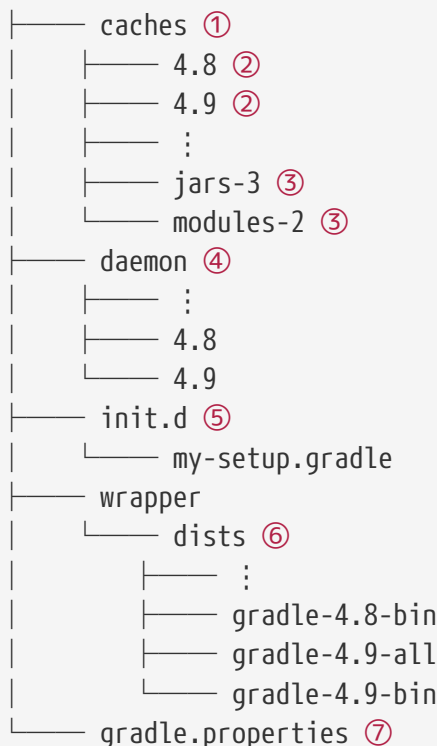 ├── caches ①
│   ├── 4.8 ②
│   ├── 4.9 ②
│   ├── ⋮
│   ├── jars-3 ③
│   └── modules-2 ③
├── daemon ④
│   ├── ⋮
│   ├── 4.8
│   └── 4.9
├── init.d ⑤
│   └── my-setup.gradle
├── wrapper
│   └── dists ⑥
│       ├── ⋮
│       ├── gradle-4.8-bin
│       ├── gradle-4.9-all
│       └── gradle-4.9-bin
└── gradle.properties ⑦